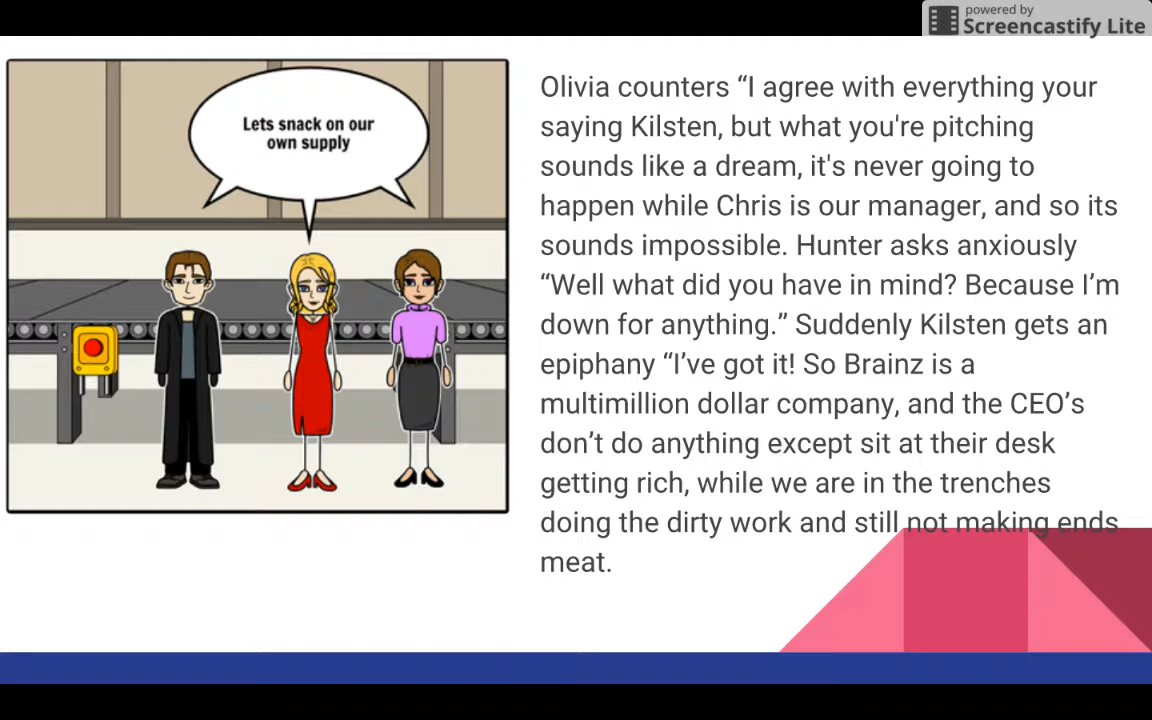 powered by
Screencastify Lite
Lets snack on our
own supply
Olivia counters “I agree with everything your
saying Kilsten, but what you're pitching
sounds like a dream, it's never going to
happen while Chris is our manager, and so its
sounds impossible. Hunter asks anxiously
“Well what did you have in mind? Because I’m
down for anything.” Suddenly Kilsten gets an
epiphany “I’ve got it! So Brainz is a
multimillion dollar company, and the CEO’s
don’t do anything except sit at their desk
getting rich, while we are in the trenches
doing the dirty work and still not making ends
meat.